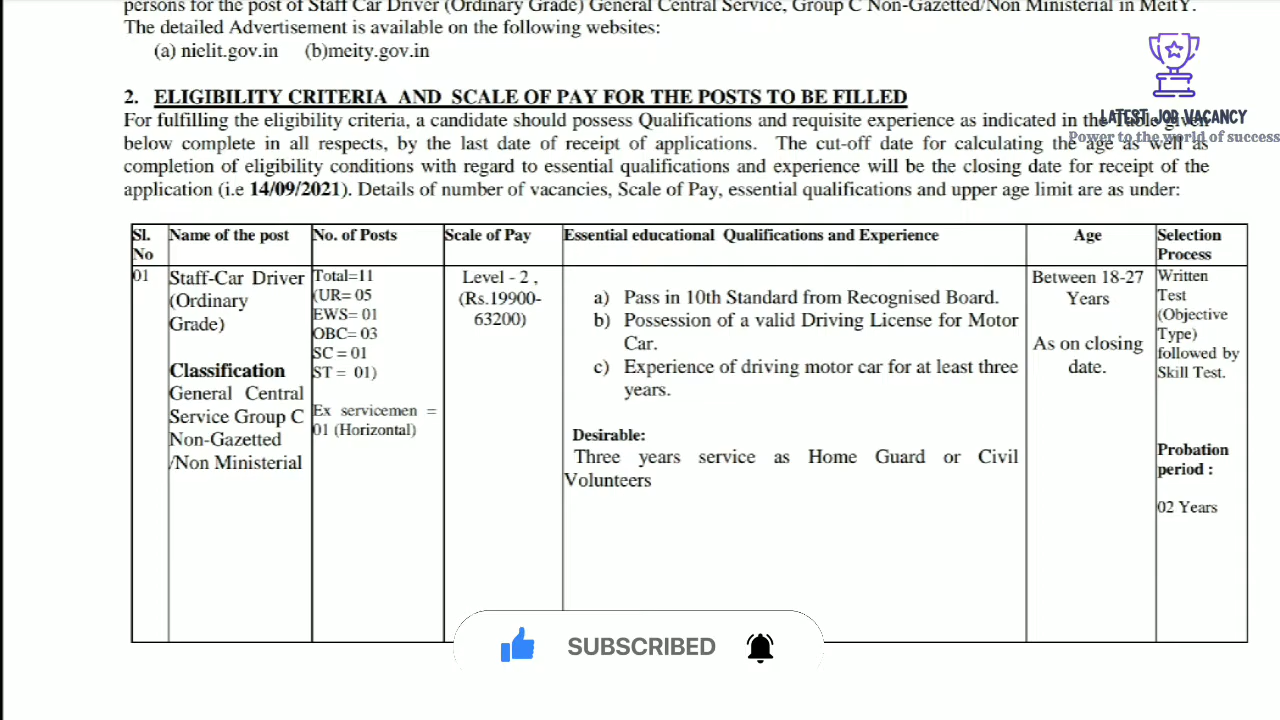 persons for the post of Staff Car Driver (Ordinary Grade) General Central Service, Group C Non-Gazetted/Non Ministerial in MeitY.
The detailed Advertisement is available on the following websites:
(a) nielit.gov.in (b)meity.gov.in
LATEST JOB VACANCY
Power to the world of success
2. ELIGIBILITY CRITERIA AND SCALE OF PAY FOR THE POSTS TO BE FILLED
For fulfilling the eligibility criteria, a candidate should possess Qualifications and requisite experience as indicated in the Table given
below complete in all respects, by the last date of receipt of applications. The cut-off date for calculating the age as well as
completion of eligibility conditions with regard to essential qualifications and experience will be the closing date for receipt of the
application (i.e 14/09/2021). Details of number of vacancies, Scale of Pay, essential qualifications and upper age limit are as under:
Sl.
No
Name of the post
No. of Posts
Scale of Pay
Essential educational Qualifications and Experience
Age
Selection
Process
01
Staff-Car Driver
(Ordinary
Grade)
Classification
General Central
Service Group C
Non-Gazetted
/Non Ministerial
Total=11
(UR= 05
EWS= 01
OBC= 03
SC = 01
ST = 01)
Ex servicemen =
01 (Horizontal)
Level - 2 ,
(Rs.19900-
63200)
a) Pass in 10th Standard from Recognised Board.
b) Possession of a valid Driving License for Motor
Car.
c) Experience of driving motor car for at least three
years.
Desirable:
Three years service as Home Guard or Civil
Volunteers
Between 18-27
Years
As on closing
date.
Written
Test
(Objective
Type)
followed by
Skill Test.
Probation
period :
02 Years
SUBSCRIBED